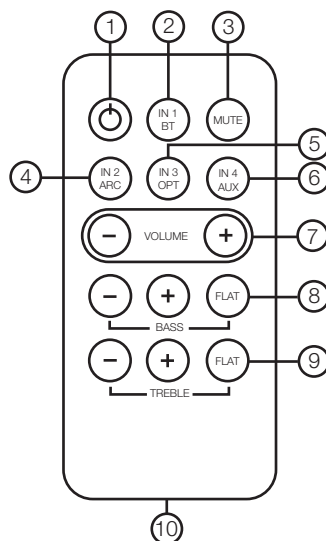 1 2 3
IN 1
BT
MUTE
5
4
IN 2
ARC
IN 3
OPT
IN 4
AUX
6
− VOLUME +
7
− + FLAT
8
BASS
− + FLAT
9
TREBLE
10